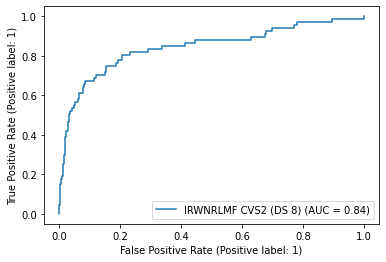 1.0
0.8
0.6
0.4
0.2
0.0
True Positive Rate (Positive label: 1)
IRWNRLMF CVS2 (DS 8) (AUC = 0.84)
0.0 0.2 0.4 0.6 0.8 1.0
False Positive Rate (Positive label: 1)